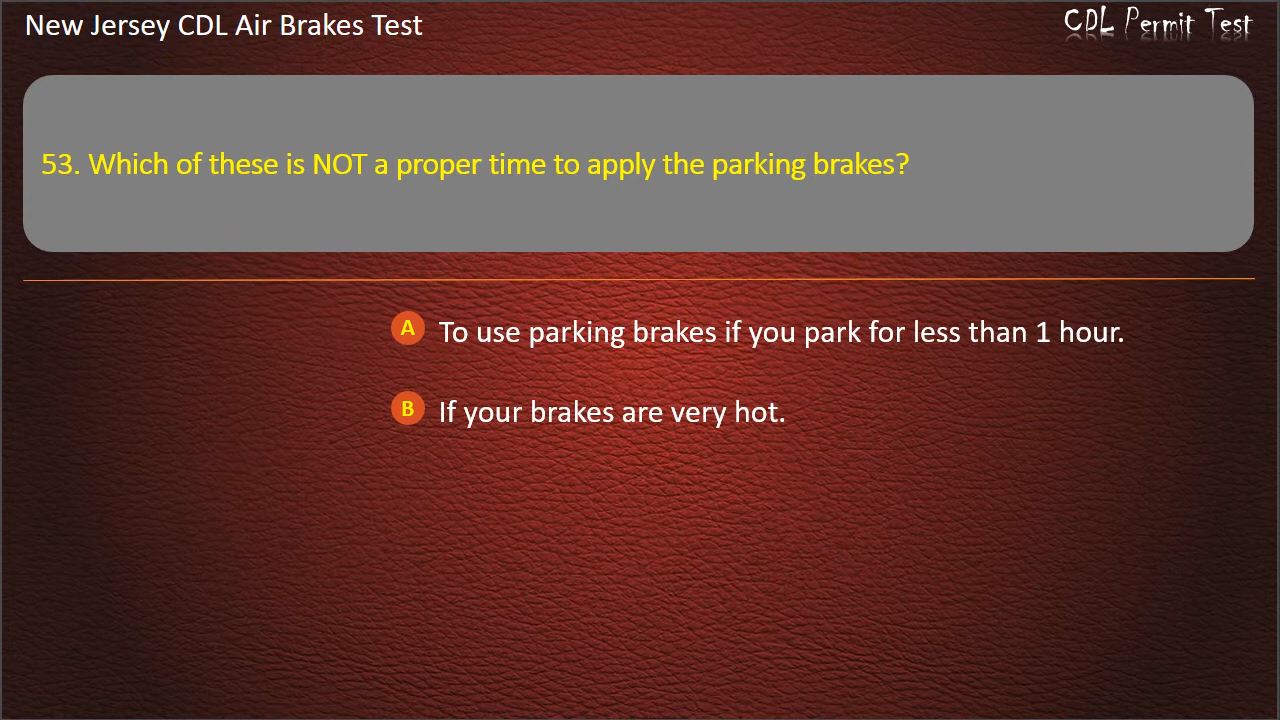 New Jersey CDL Air Brakes Test
CDL Permit Test
53. Which of these is NOT a proper time to apply the parking brakes?
A To use parking brakes if you park for less than 1 hour.
B If your brakes are very hot.